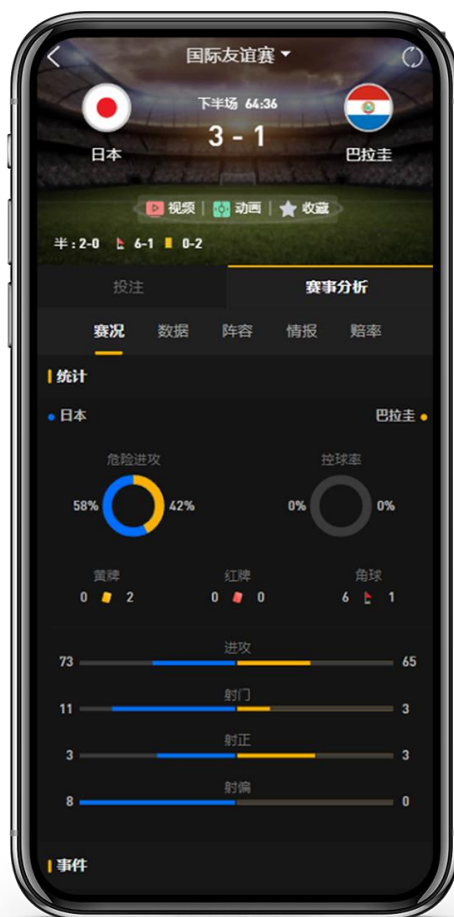 国际友谊赛
下半场 64:36
3 - 1
日本 巴拉圭
视频 | 动画 | 收藏
半:2-0 6-1 0-2
投注 赛事分析
赛况 数据 阵容 情报 赔率
统计
日本 巴拉圭
危险进攻 控球率
58% 42% 0% 0%
黄牌 红牌 角球
0 2 0 0 6 1
进攻
73 65
射门
11 3
射正
3 3
射偏
8 0
事件